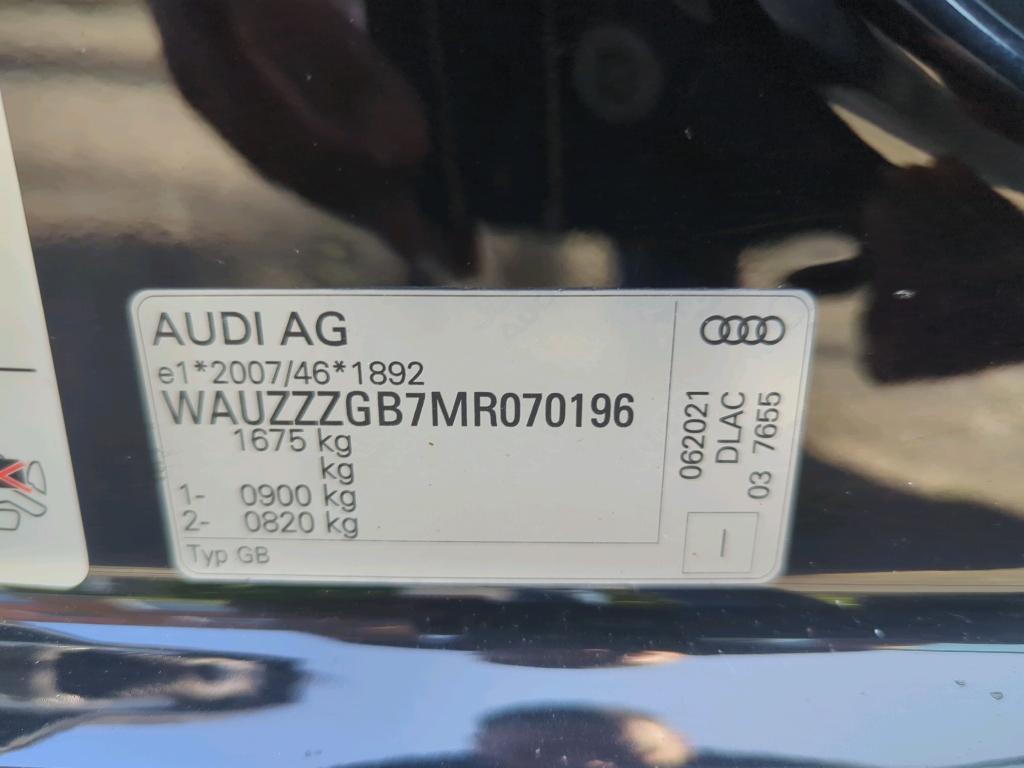 AUDI AG
e1*2007/46*1892
WAUZZZGB7MR070196
1675 kg
kg
1- 0900 kg
2- 0820 kg
Typ GB
062021
DLAC
03 7655